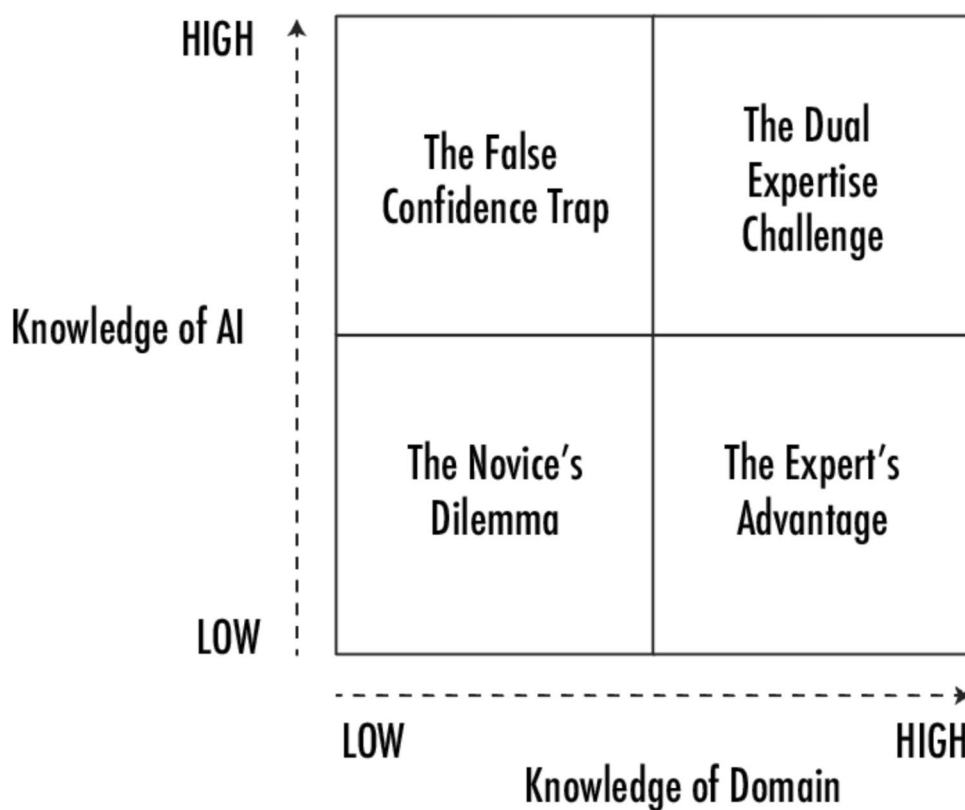 HIGH
The False
Confidence Trap
The Dual
Expertise
Challenge
Knowledge of AI
The Novice’s
Dilemma
The Expert’s
Advantage
LOW
LOW
HIGH
Knowledge of Domain